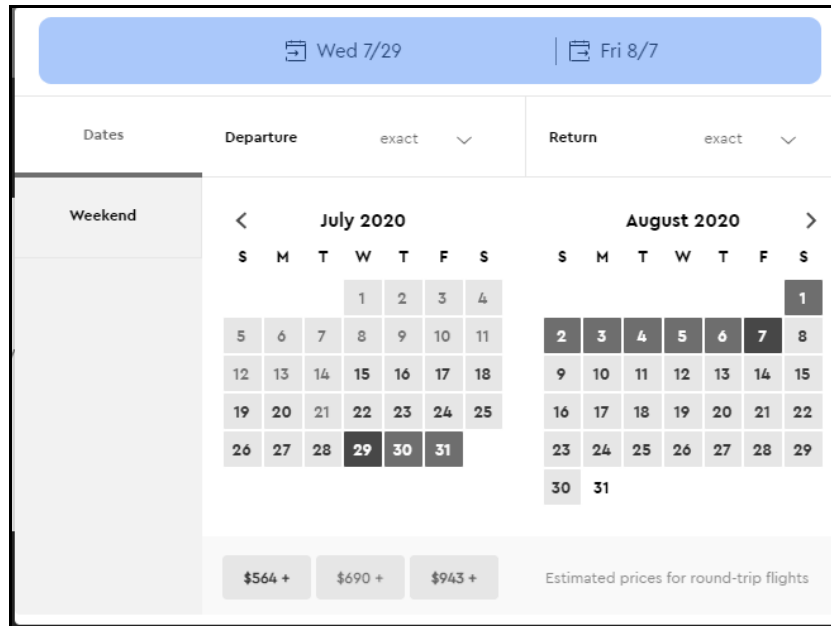 Wed 7/29 Fri 8/7
Dates Departure exact Return exact
Weekend
July 2020 August 2020
S M T W T F S S M T W T F S
1 2 3 4 1
5 6 7 8 9 10 11 2 3 4 5 6 7 8
12 13 14 15 16 17 18 9 10 11 12 13 14 15
19 20 21 22 23 24 25 16 17 18 19 20 21 22
26 27 28 29 30 31 23 24 25 26 27 28 29
30 31
$564 + $690 + $943 + Estimated prices for round-trip flights